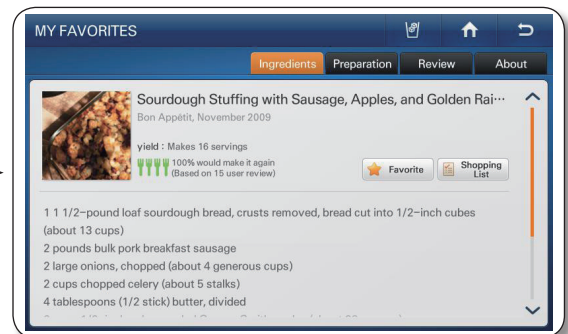 MY FAVORITES
Ingredients Preparation Review About
Sourdough Stuffing with Sausage, Apples, and Golden Rai···
Bon Appétit, November 2009
yield : Makes 16 servings
100% would make it again
(Based on 15 user review)
Favorite
Shopping
List
1 1 1/2-pound loaf sourdough bread, crusts removed, bread cut into 1/2-inch cubes
(about 13 cups)
2 pounds bulk pork breakfast sausage
2 large onions, chopped (about 4 generous cups)
2 cups chopped celery (about 5 stalks)
4 tablespoons (1/2 stick) butter, divided